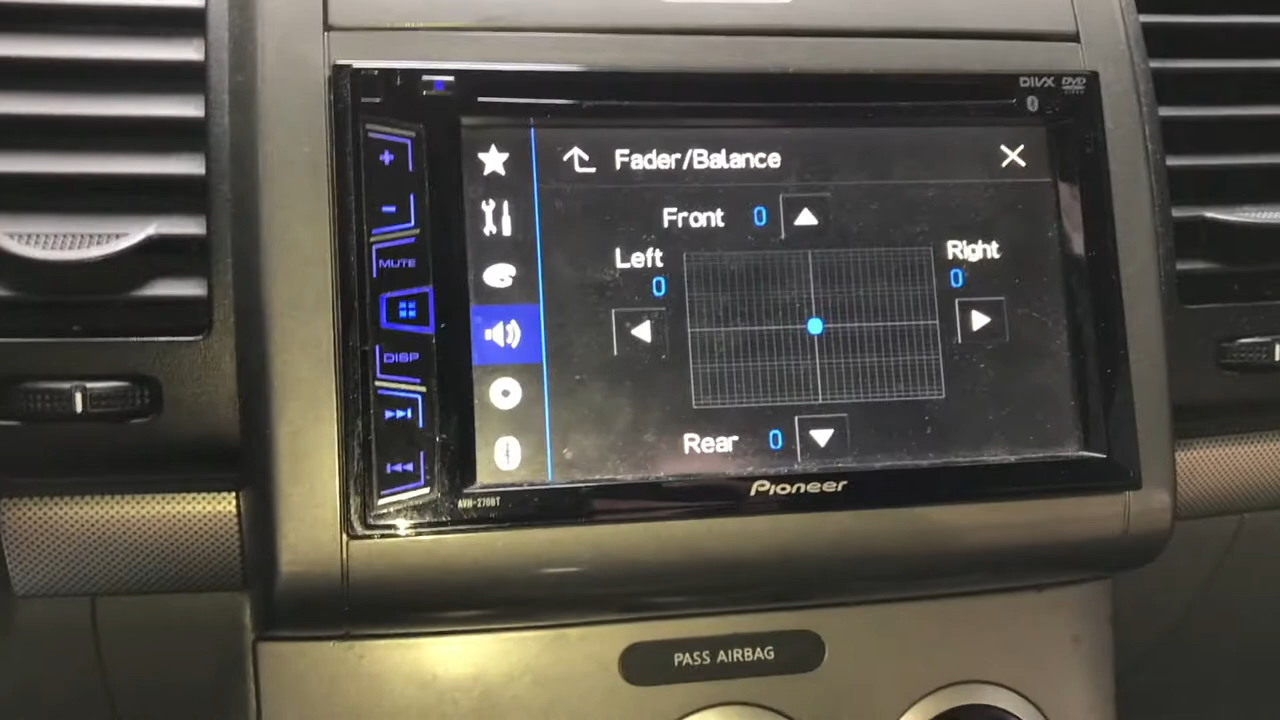 DIVX DVD
+
-
MUTE
DISP
Fader/Balance
Front 0
Left
0
Right
0
Rear 0
Pioneer
AVH-270BT
PASS AIRBAG